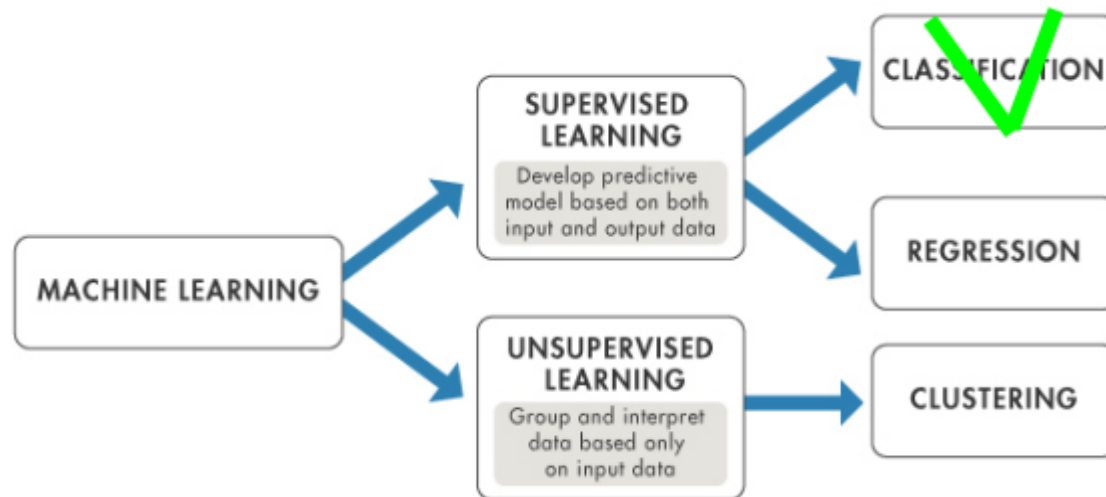 MACHINE LEARNING
SUPERVISED
LEARNING
Develop predictive
model based on both
input and output data
UNSUPERVISED
LEARNING
Group and interpret
data based only
on input data
CLASSIFICATION
REGRESSION
CLUSTERING